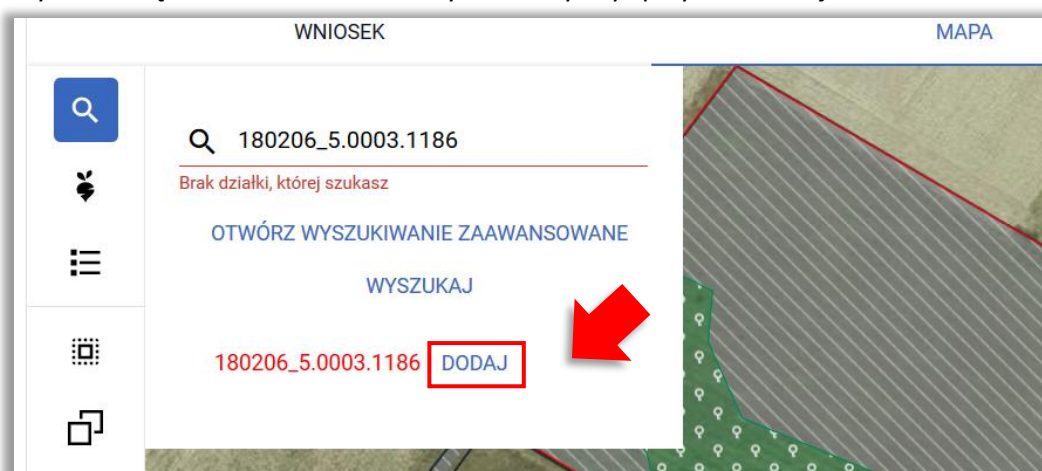 WNIOSEK
MAPA
180206_5.0003.1186
Brak działki, której szukasz
OTWÓRZ WYSZUKIWANIE ZAAWANSOWANE
WYSZUKAJ
180206_5.0003.1186 DODAJ